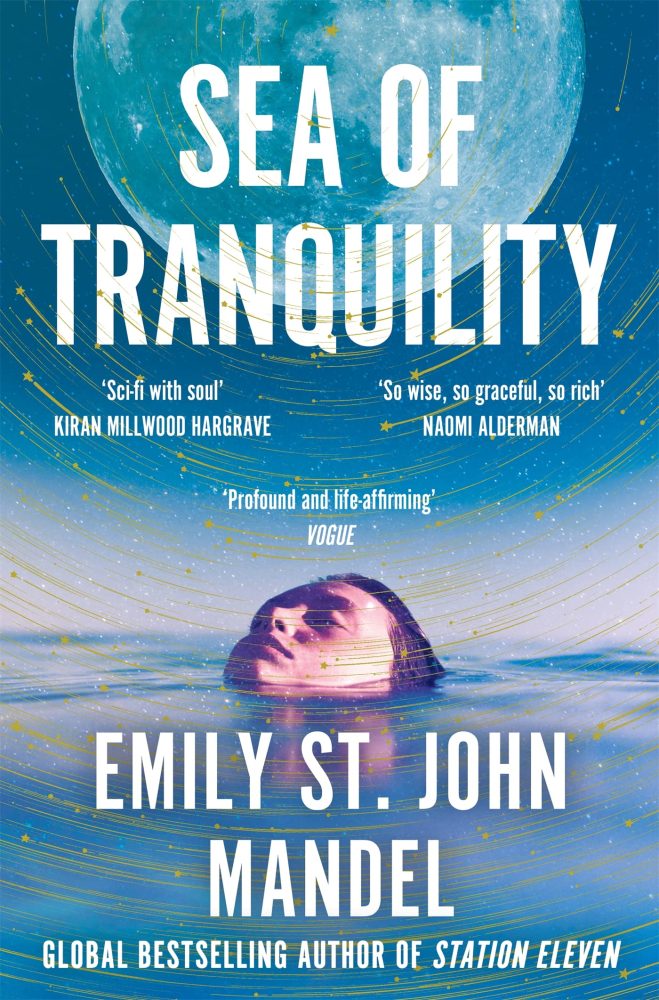 SEA OF
TRANQUILITY
‘Sci-fi with soul’
KIRAN MILLWOOD HARGRAVE
‘So wise, so graceful, so rich’
NAOMI ALDERMAN
‘Profound and life-affirming’
VOGUE
EMILY ST. JOHN
MANDEL
GLOBAL BESTSELLING AUTHOR OF STATION ELEVEN